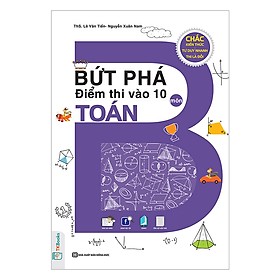 ThS. Lê Văn Tiến- Nguyễn Xuân Nam
CHẮC
KIẾN THỨC
TƯ DUY NHANH
THI LÀ ĐỖ!
BỨT PHÁ
Điểm thi vào 10
môn
TOÁN
TKBooks
NHÀ XUẤT BẢN HỒNG ĐỨC